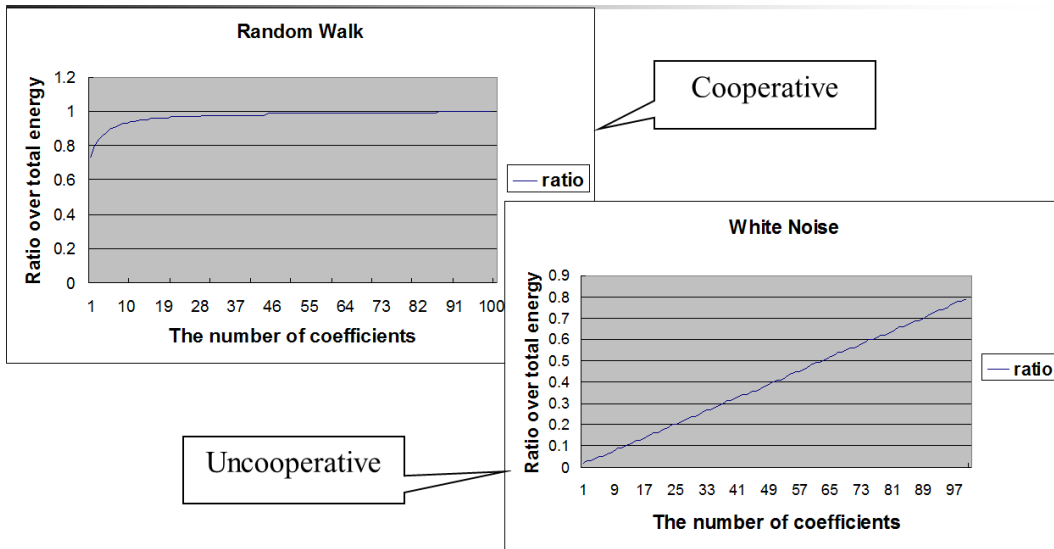 Random Walk
Ratio over total energy
1.2
1
0.8
0.6
0.4
0.2
0
1 10 19 28 37 46 55 64 73 82 91 100
The number of coefficients
ratio
Cooperative
White Noise
Ratio over total energy
0.9
0.8
0.7
0.6
0.5
0.4
0.3
0.2
0.1
0
1 9 17 25 33 41 49 57 65 73 81 89 97
The number of coefficients
ratio
Uncooperative